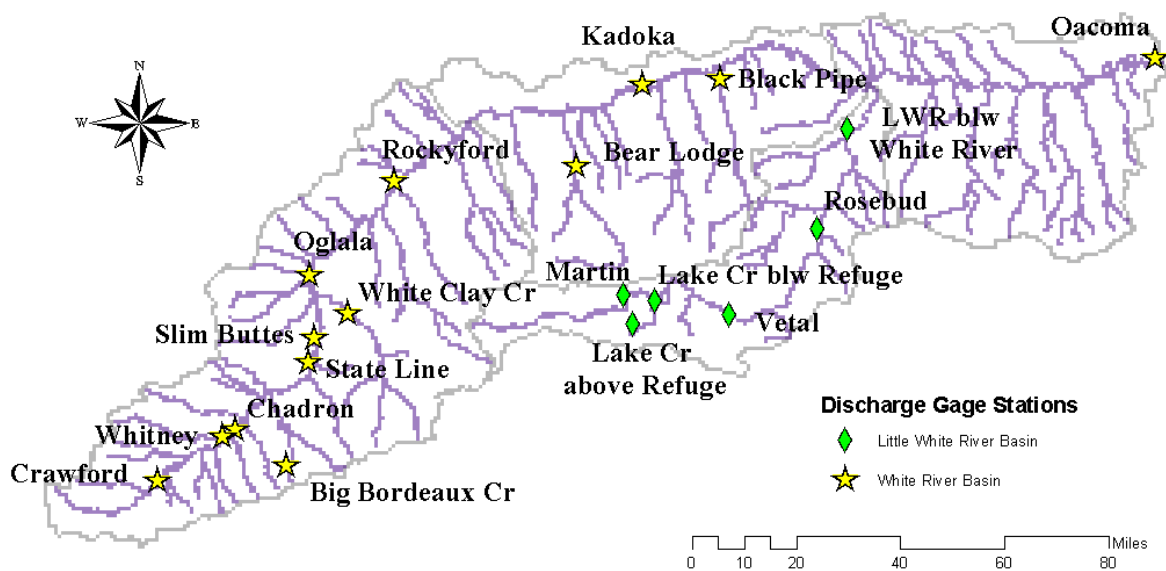 Oacoma
Kadoka
Black Pipe
N
W E
S
LWR blw
White River
Rockyford
Bear Lodge
Rosebud
Oglala
Martin
Lake Cr blw Refuge
White Clay Cr
Slim Buttes
Vetal
Lake Cr
above Refuge
State Line
Chadron
Whitney
Crawford
Big Bordeaux Cr
Discharge Gage Stations
Little White River Basin
White River Basin
Miles
0 10 20 40 60 80